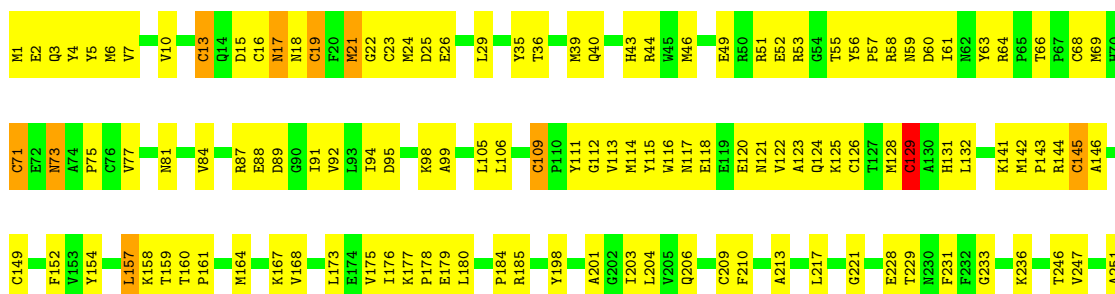 M1 E2 Q3 Y4 Y5 M6 V7 V10 C13 Q14 D15 C16 N17 N18 C19 F20 M21 G22 C23 M24 D25 E26 L29 Y35 T36 M39 Q40 H43 R44 W45 M46 E49 R50 R51 E52 R53 G54 T55 Y56 P57 R58 N59 D60 I61 N62 Y63 R64 P65 T66 P67 C68 M69 H70
C71 E72 N73 A74 P75 C76 V77 N81 V84 R87 E88 D89 G90 I91 V92 L93 I94 D95 K98 A99 L105 L106 C109 P110 Y111 G112 V113 M114 Y115 W116 N117 E118 E119 E120 N121 V122 A123 Q124 K125 C126 T127 M128 C129 A130 H131 L132 K141 M142 P143 R144 C145 A146
C149 F152 V153 Y154 L157 K158 T159 T160 P161 M164 K167 V168 L173 E174 V175 I176 K177 P178 E179 L180 P184 R185 Y198 A201 G202 I203 L204 V205 Q206 C209 F210 A213 L217 G221 E228 T229 N230 F231 F232 G233 K236 T246 V247